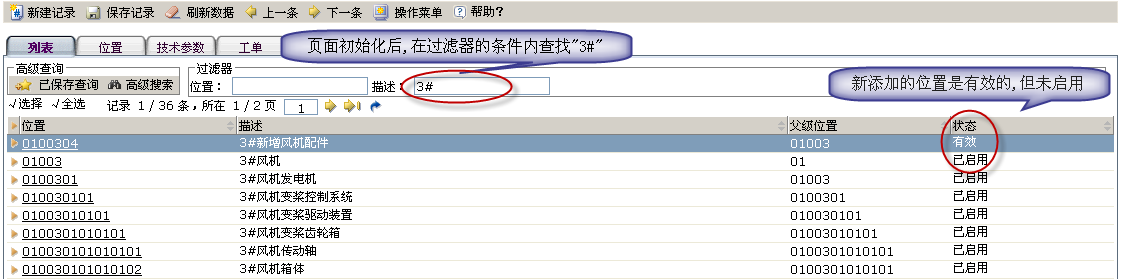 新建记录 保存记录 刷新数据 上一条 下一条 操作菜单 帮助?
列表 位置 技术参数 工单
页面初始化后,在过滤器的条件内查找"3#"
高级查询 过滤器
已保存查询 高级搜索 位置: 描述: 3#
新添加的位置是有效的,但未启用
√选择 √全选 记录 1/36条,所在 1/2页 1
位置 描述 父级位置 状态
0100304 3#新增风机配件 01003 有效
01003 3#风机 01 已启用
0100301 3#风机发电机 01003 已启用
010030101 3#风机变桨控制系统 0100301 已启用
01003010101 3#风机变桨驱动装置 010030101 已启用
0100301010101 3#风机变桨齿轮箱 01003010101 已启用
010030101010101 3#风机传动轴 0100301010101 已启用
010030101010102 3#风机箱体 0100301010101 已启用